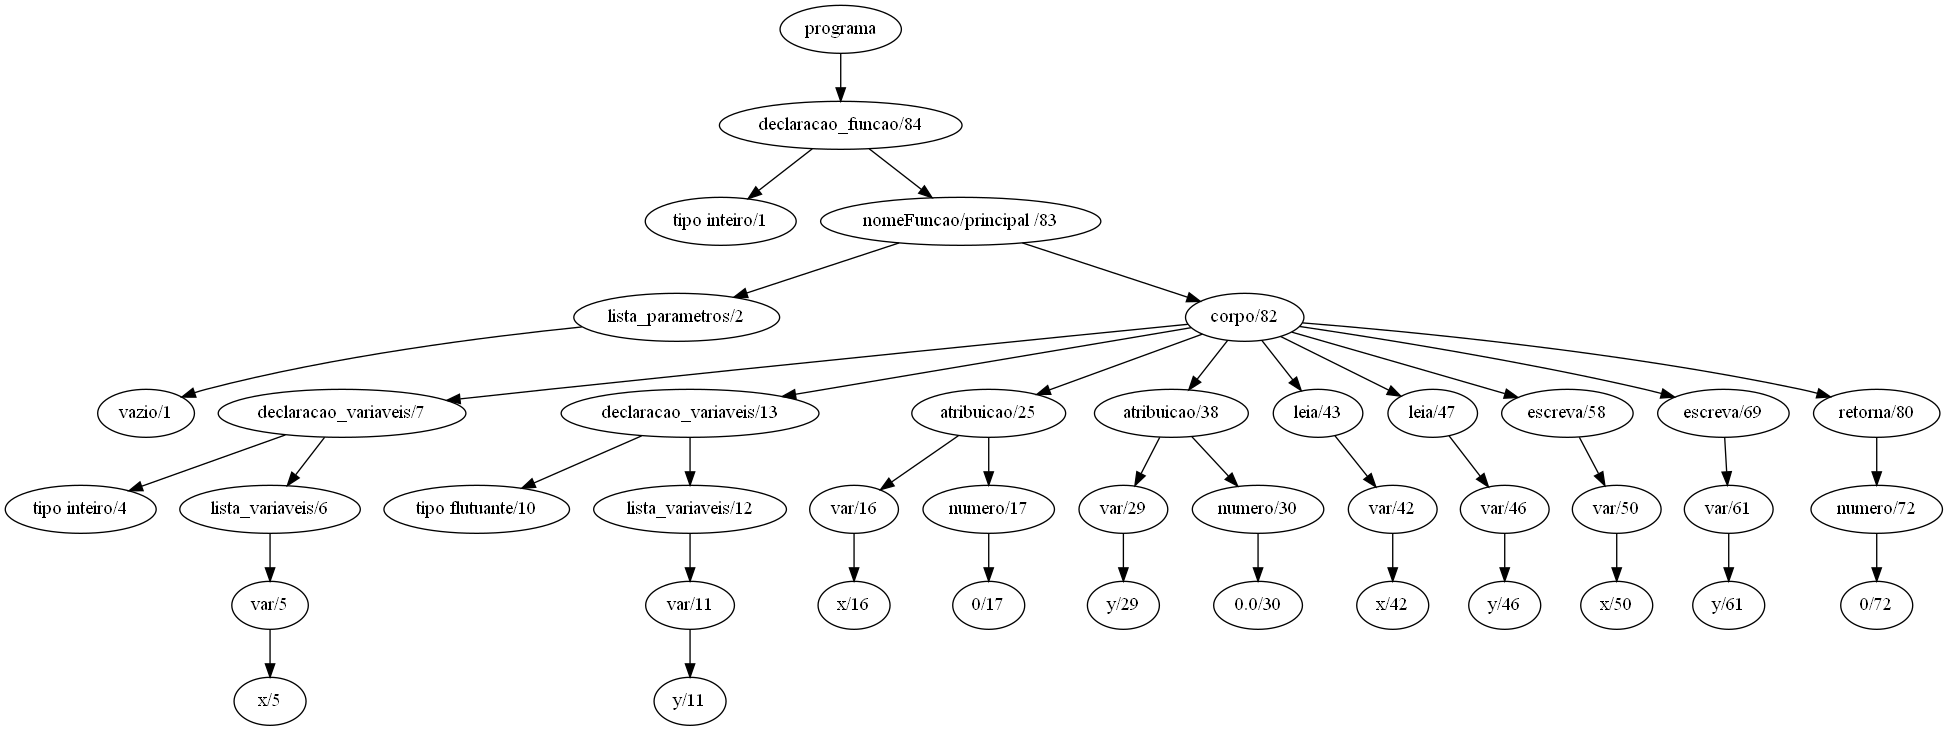 programa
declaracao_funcao/84
tipo inteiro/1
nomeFuncao/principal /83
lista_parametros/2
corpo/82
vazio/1
declaracao_variaveis/7
declaracao_variaveis/13
atribuicao/25
atribuicao/38
leia/43
leia/47
escreva/58
escreva/69
retorna/80
tipo inteiro/4
lista_variaveis/6
tipo flutuante/10
lista_variaveis/12
var/16
numero/17
var/29
numero/30
var/42
var/46
var/50
var/61
numero/72
var/5
var/11
x/16
0/17
y/29
0.0/30
x/42
y/46
x/50
y/61
0/72
x/5
y/11